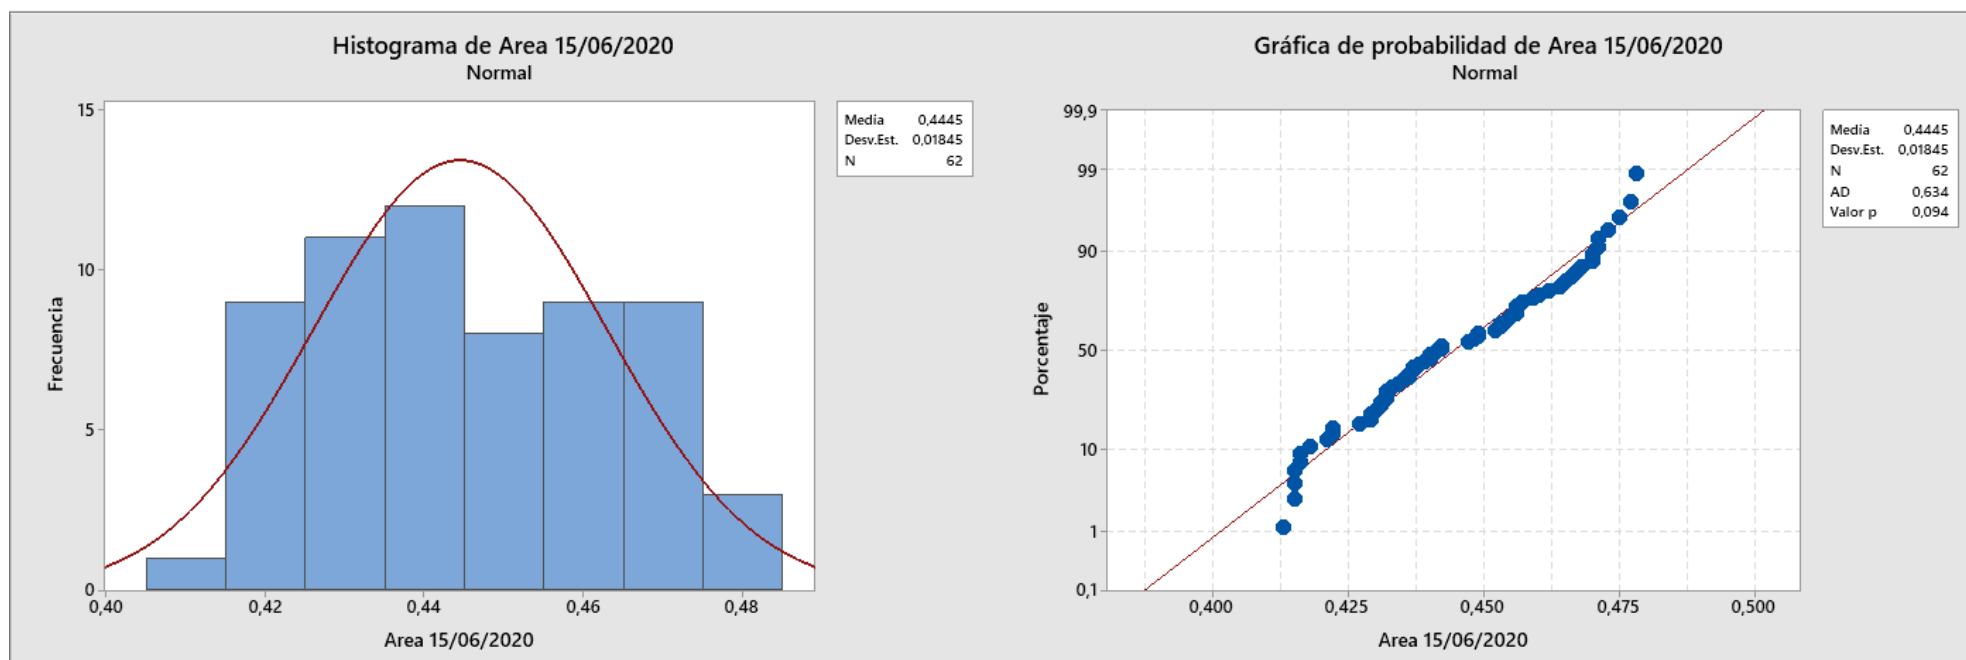 Histograma de Area 15/06/2020
Normal
15
10
5
0
Frecuencia
0,40 0,42 0,44 0,46 0,48
Area 15/06/2020
Media 0,4445
Desv.Est. 0,01845
N 62
Gráfica de probabilidad de Area 15/06/2020
Normal
99,9
99
90
50
10
1
0,1
Porcentaje
0,400 0,425 0,450 0,475 0,500
Area 15/06/2020
Media 0,4445
Desv.Est. 0,01845
N 62
AD 0,634
Valor p 0,094